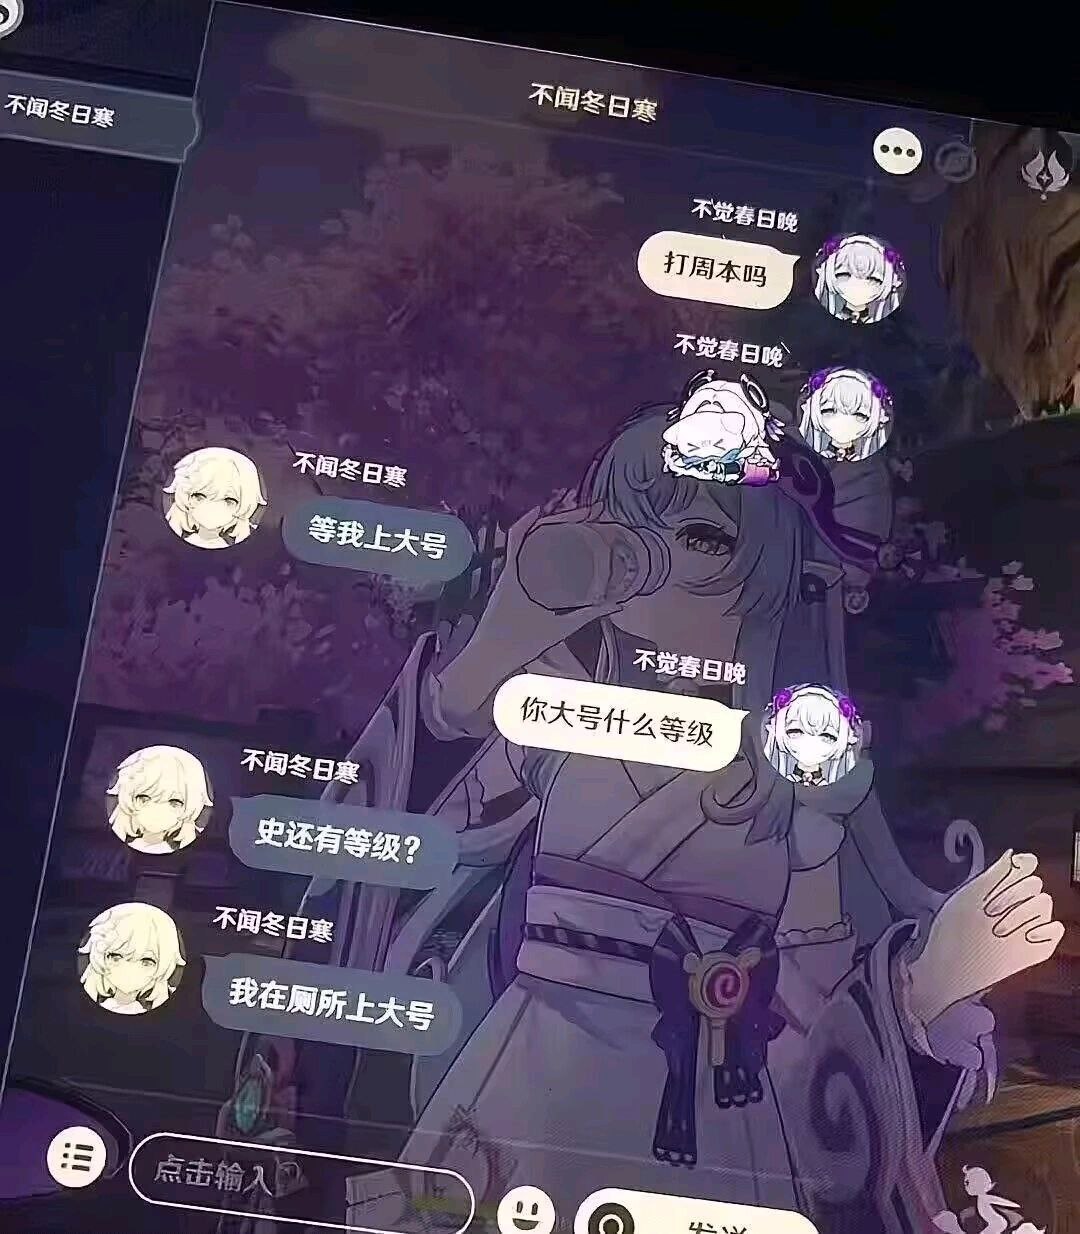 不闻冬日寒
不闻冬日寒
不觉春日晚
打周本吗
不觉春日晚
不闻冬日寒
等我上大号
不觉春日晚
你大号什么等级
不闻冬日寒
史还有等级？
不闻冬日寒
我在厕所上大号
点击输入
发送